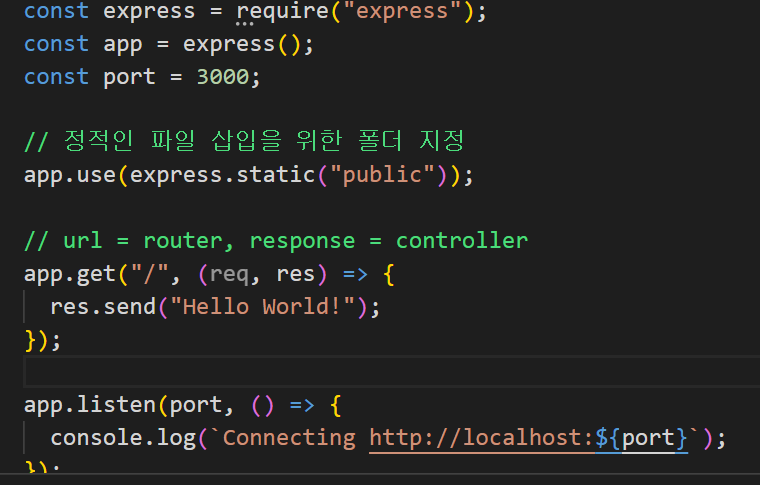 const express = require("express");
const app = express();
const port = 3000;
// 정적인 파일 삽입을 위한 폴더 지정
app.use(express.static("public"));
// url = router, response = controller
app.get("/", (req, res) => {
res.send("Hello World!");
});
app.listen(port, () => {
console.log(`Connecting http://localhost:${port}`);
});